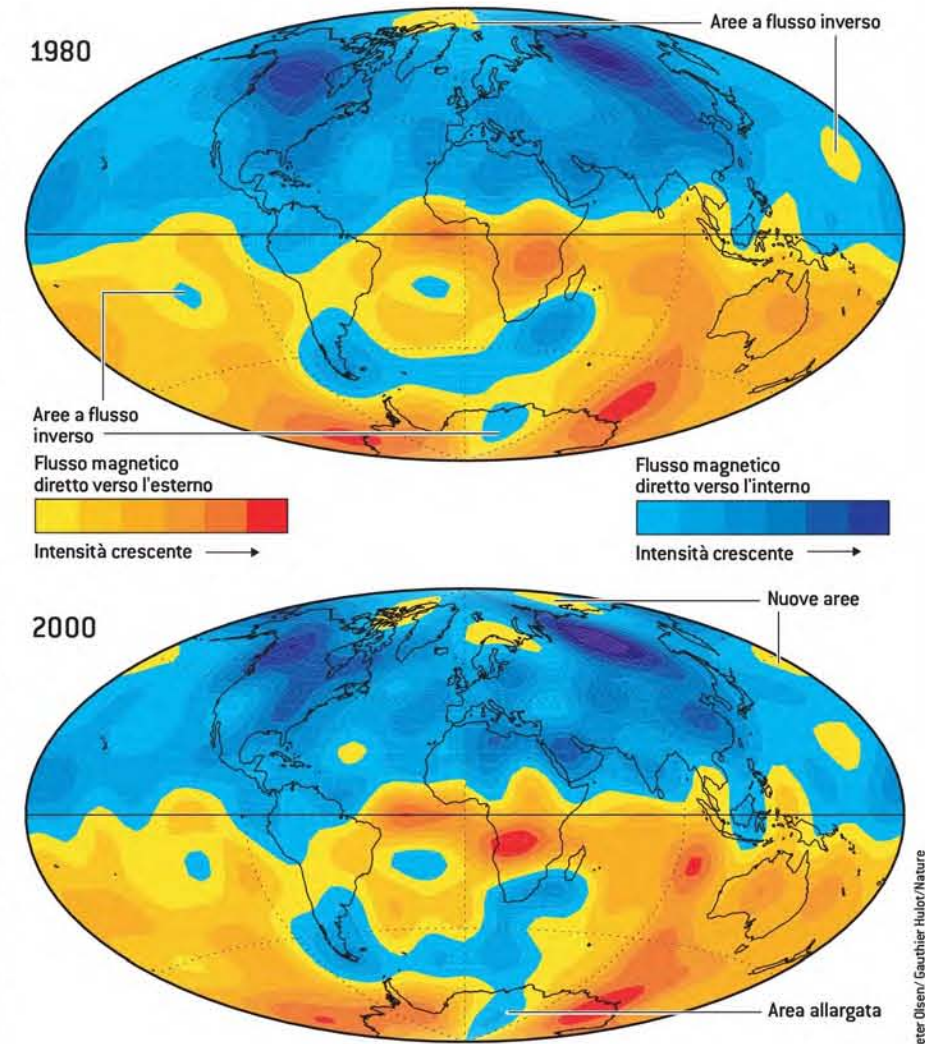 1980
Aree a flusso inverso
Aree a flusso
inverso
Flusso magnetico
diretto verso l'esterno
Intensità crescente
Flusso magnetico
diretto verso l'interno
Intensità crescente
2000
Nuove aree
Area allargata
Olsen/Gauthier Hulot/Nature